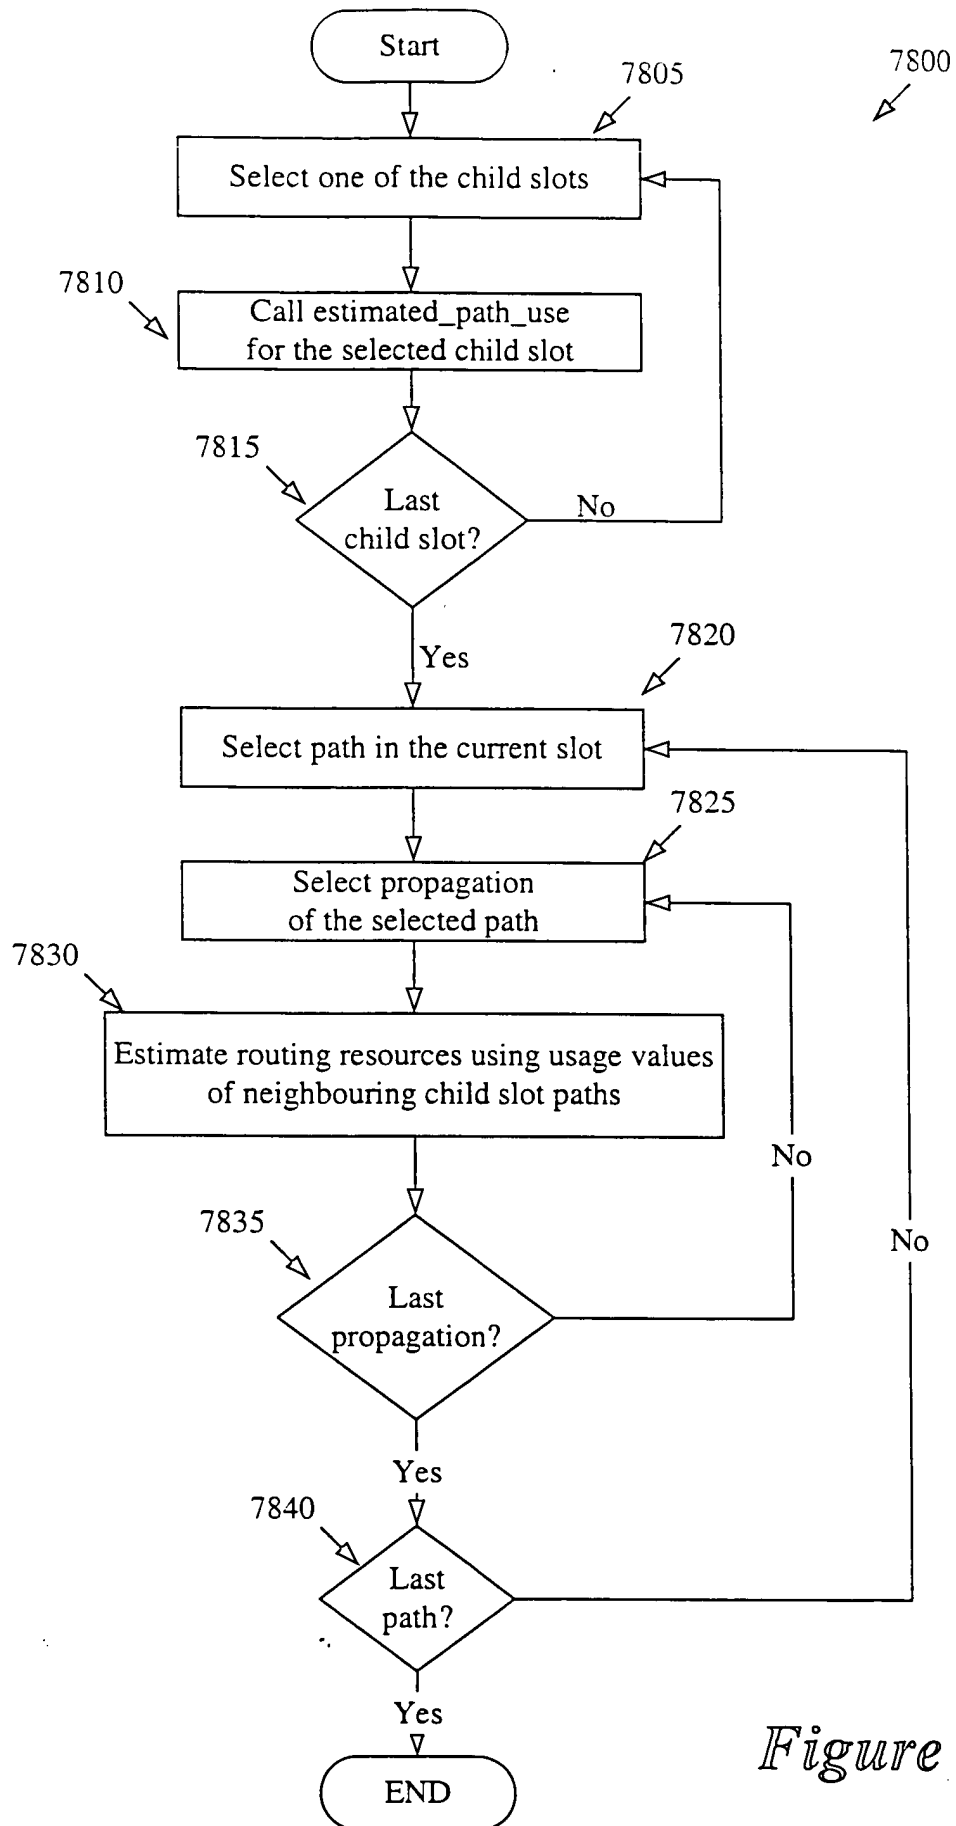 Start
7805
7800
Select one of the child slots
7810
Call estimated_path_use
for the selected child slot
7815
Last
child slot?
No
Yes
7820
Select path in the current slot
7825
Select propagation
of the selected path
7830
Estimate routing resources using usage values
of neighbouring child slot paths
No
7835
No
Last
propagation?
Yes
7840
Last
path?
Yes
Figure
END